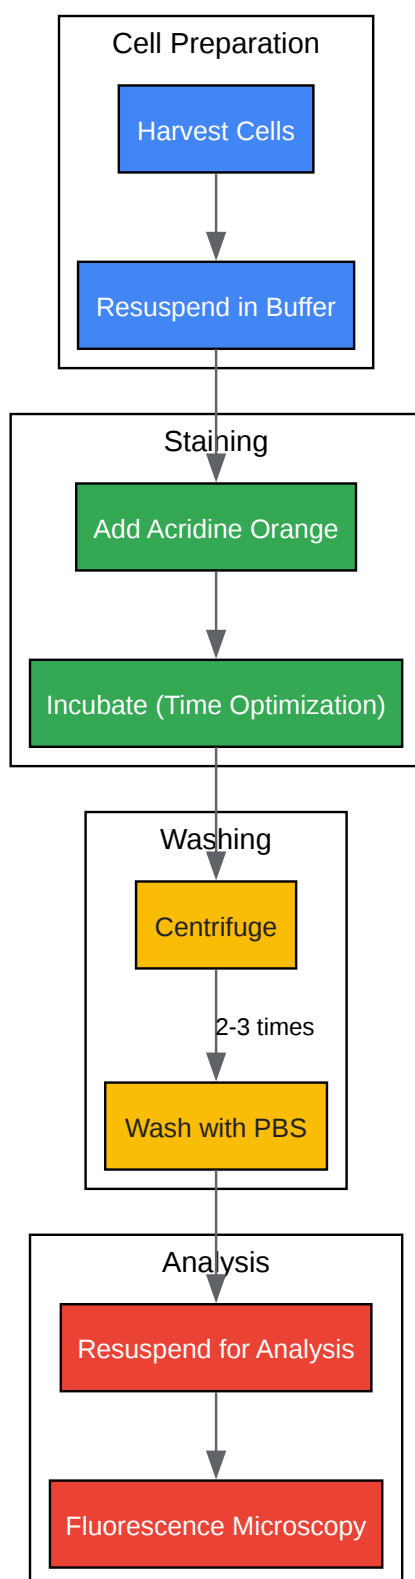 Cell Preparation
Harvest Cells
Resuspend in Buffer
Staining
Add Acridine Orange
Incubate (Time Optimization)
Washing
Centrifuge
2-3 times
Wash with PBS
Analysis
Resuspend for Analysis
Fluorescence Microscopy